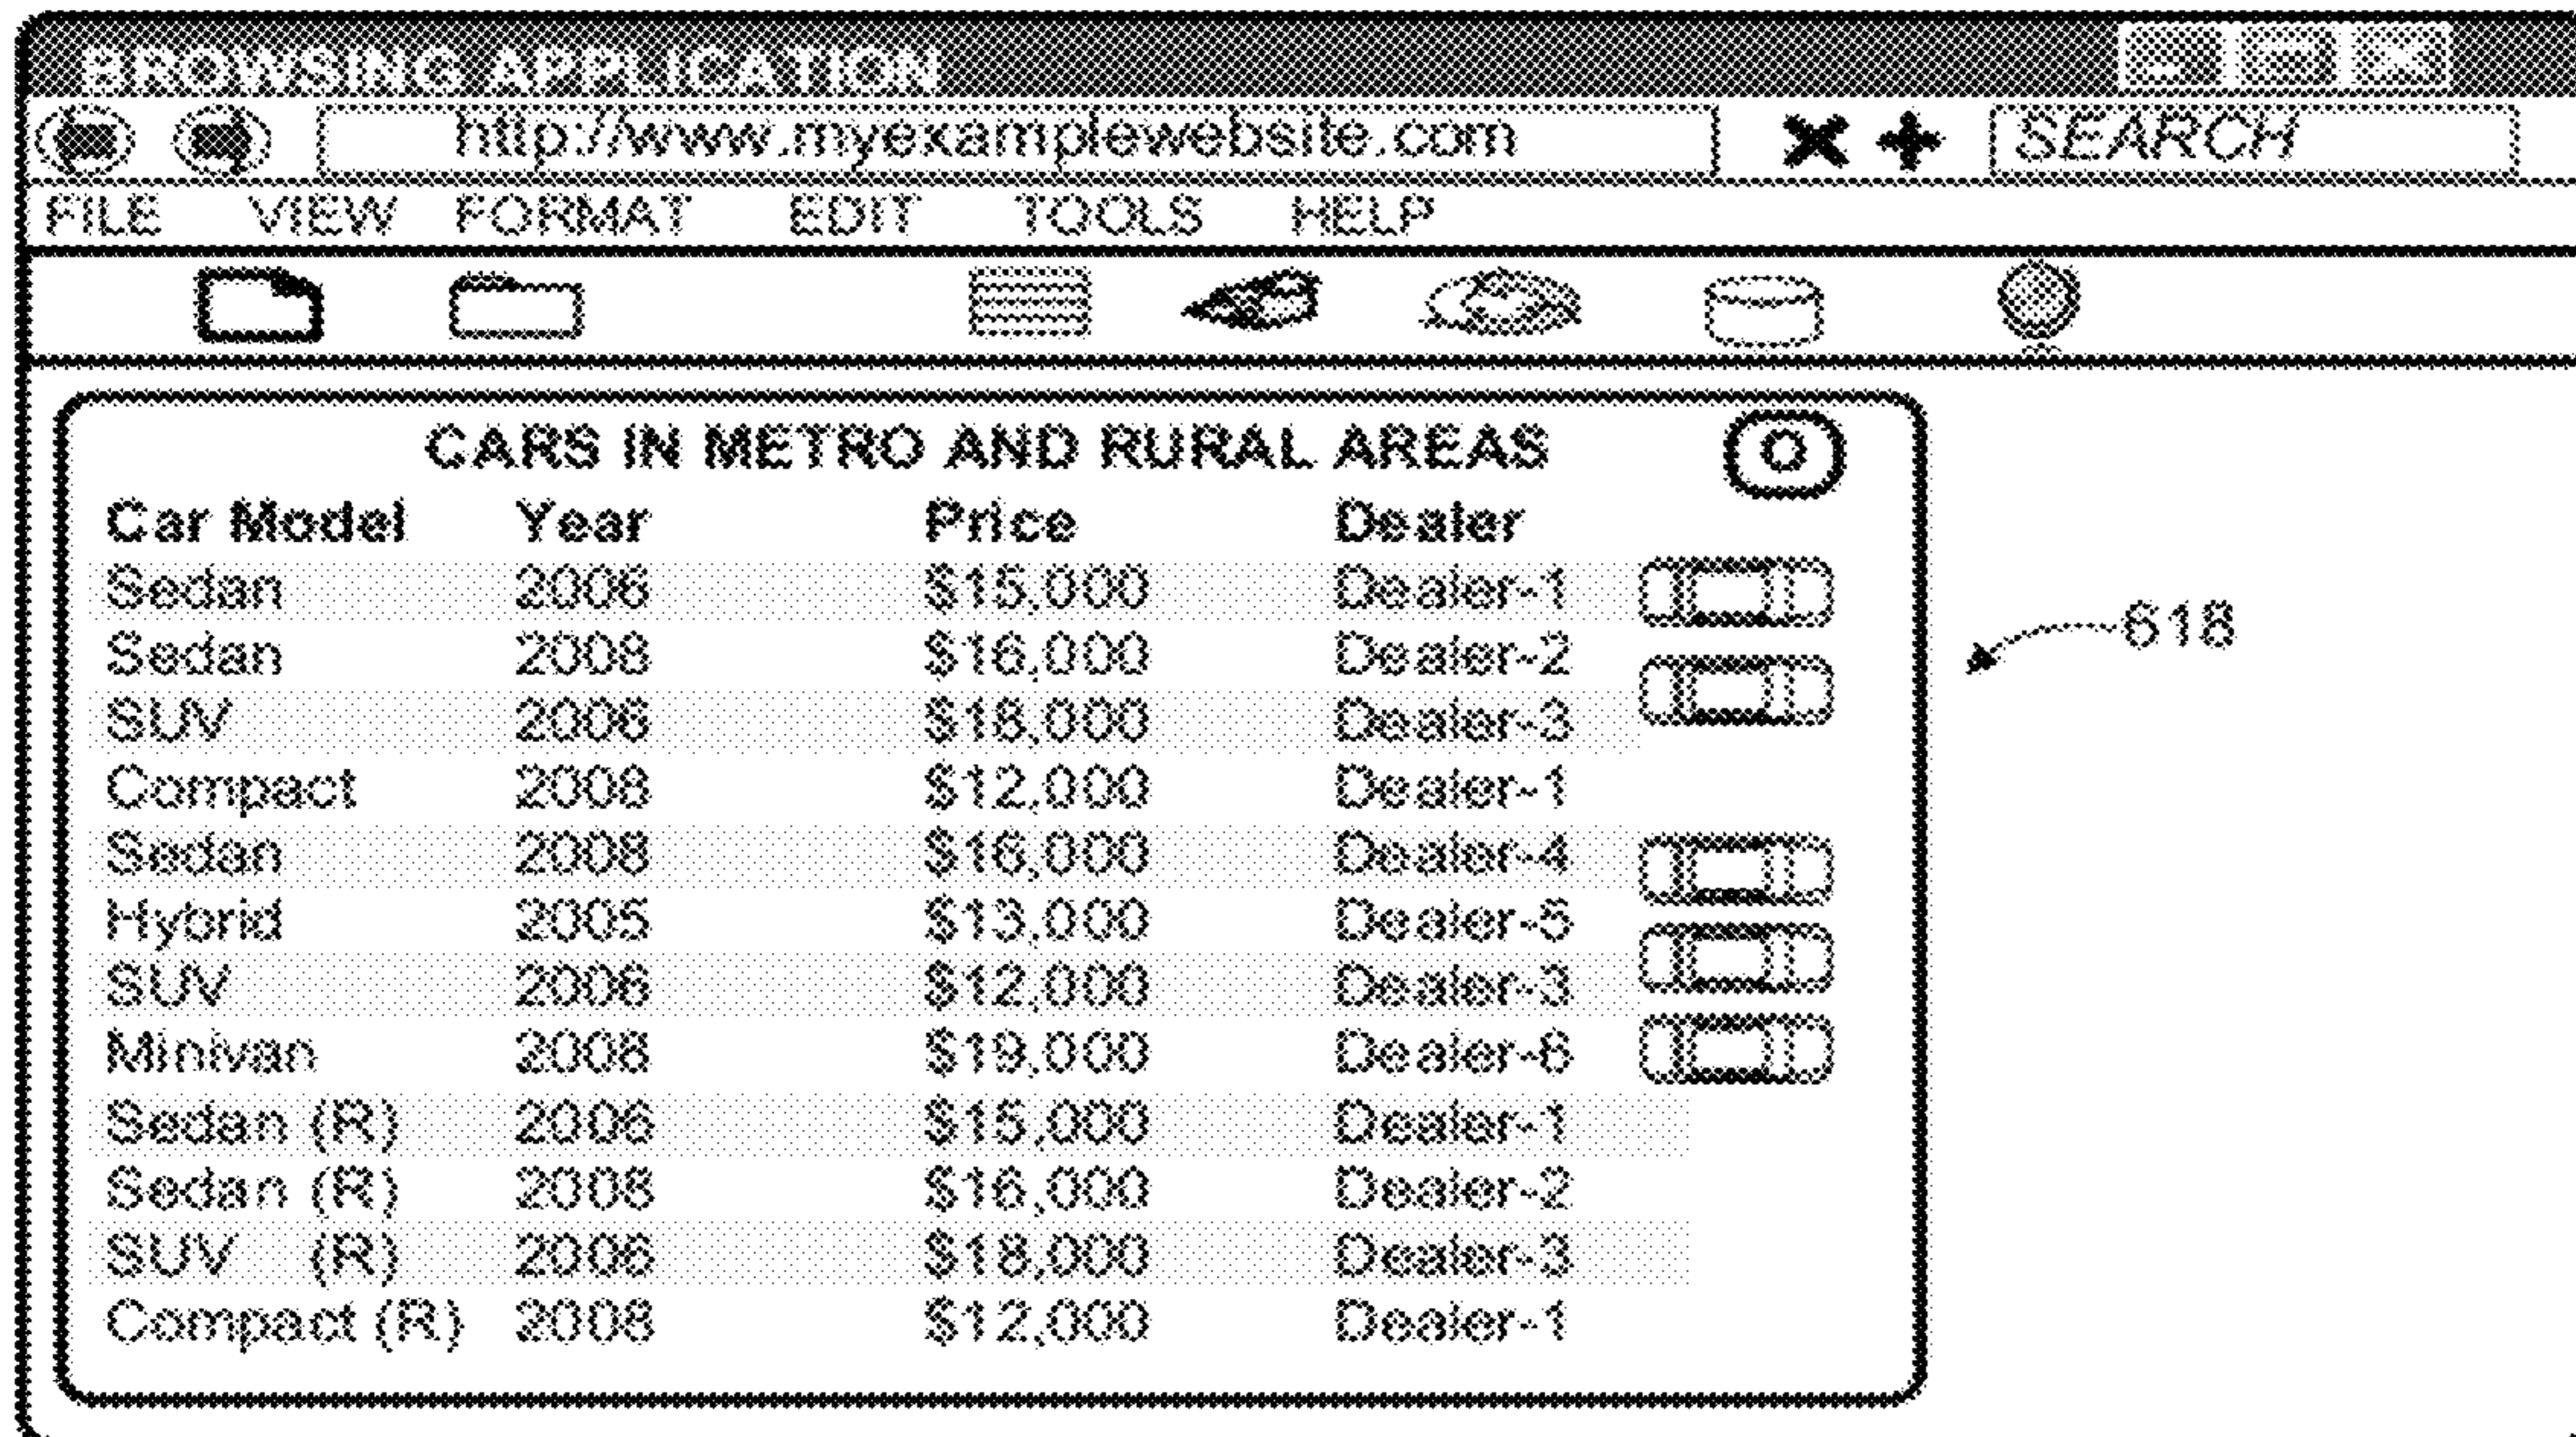 BROWSING APPLICATION
http://www.myexamplewebsite.com SEARCH
FILE VIEW FORMAT EDIT TOOLS HELP
CARS IN METRO AND RURAL AREAS
Car Model Year Price Dealer
Sedan 2006 $15,000 Dealer-1
Sedan 2008 $16,000 Dealer-2
618
SUV 2006 $18,000 Dealer-3
Compact 2008 $12,000 Dealer-1
Sedan 2008 $16,000 Dealer-4
Hybrid 2005 $13,000 Dealer-5
SUV 2006 $12,000 Dealer-3
Minivan 2008 $19,000 Dealer-6
Sedan (R) 2006 $15,000 Dealer-1
Sedan (R) 2008 $16,000 Dealer-2
SUV (R) 2006 $18,000 Dealer-3
Compact (R) 2008 $12,000 Dealer-1